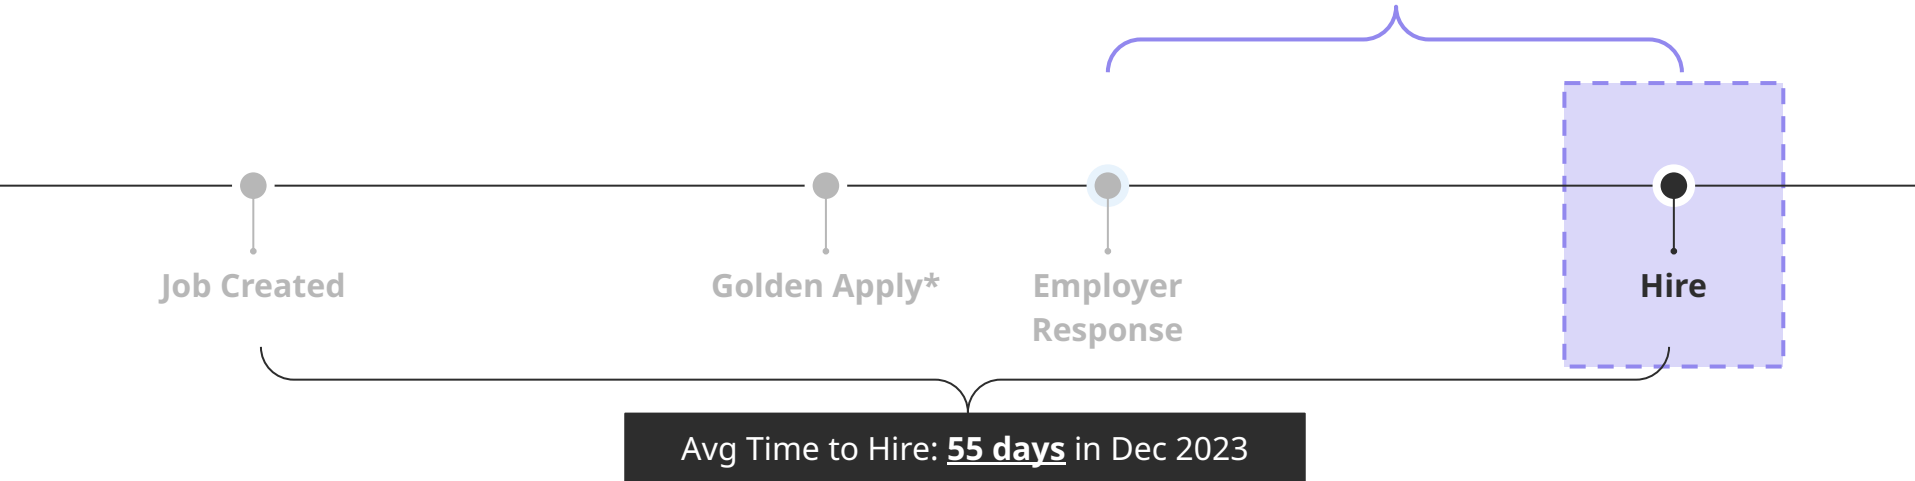 Job Created
Golden Apply*
Employer
Response
Hire
Avg Time to Hire: 55 days in Dec 2023